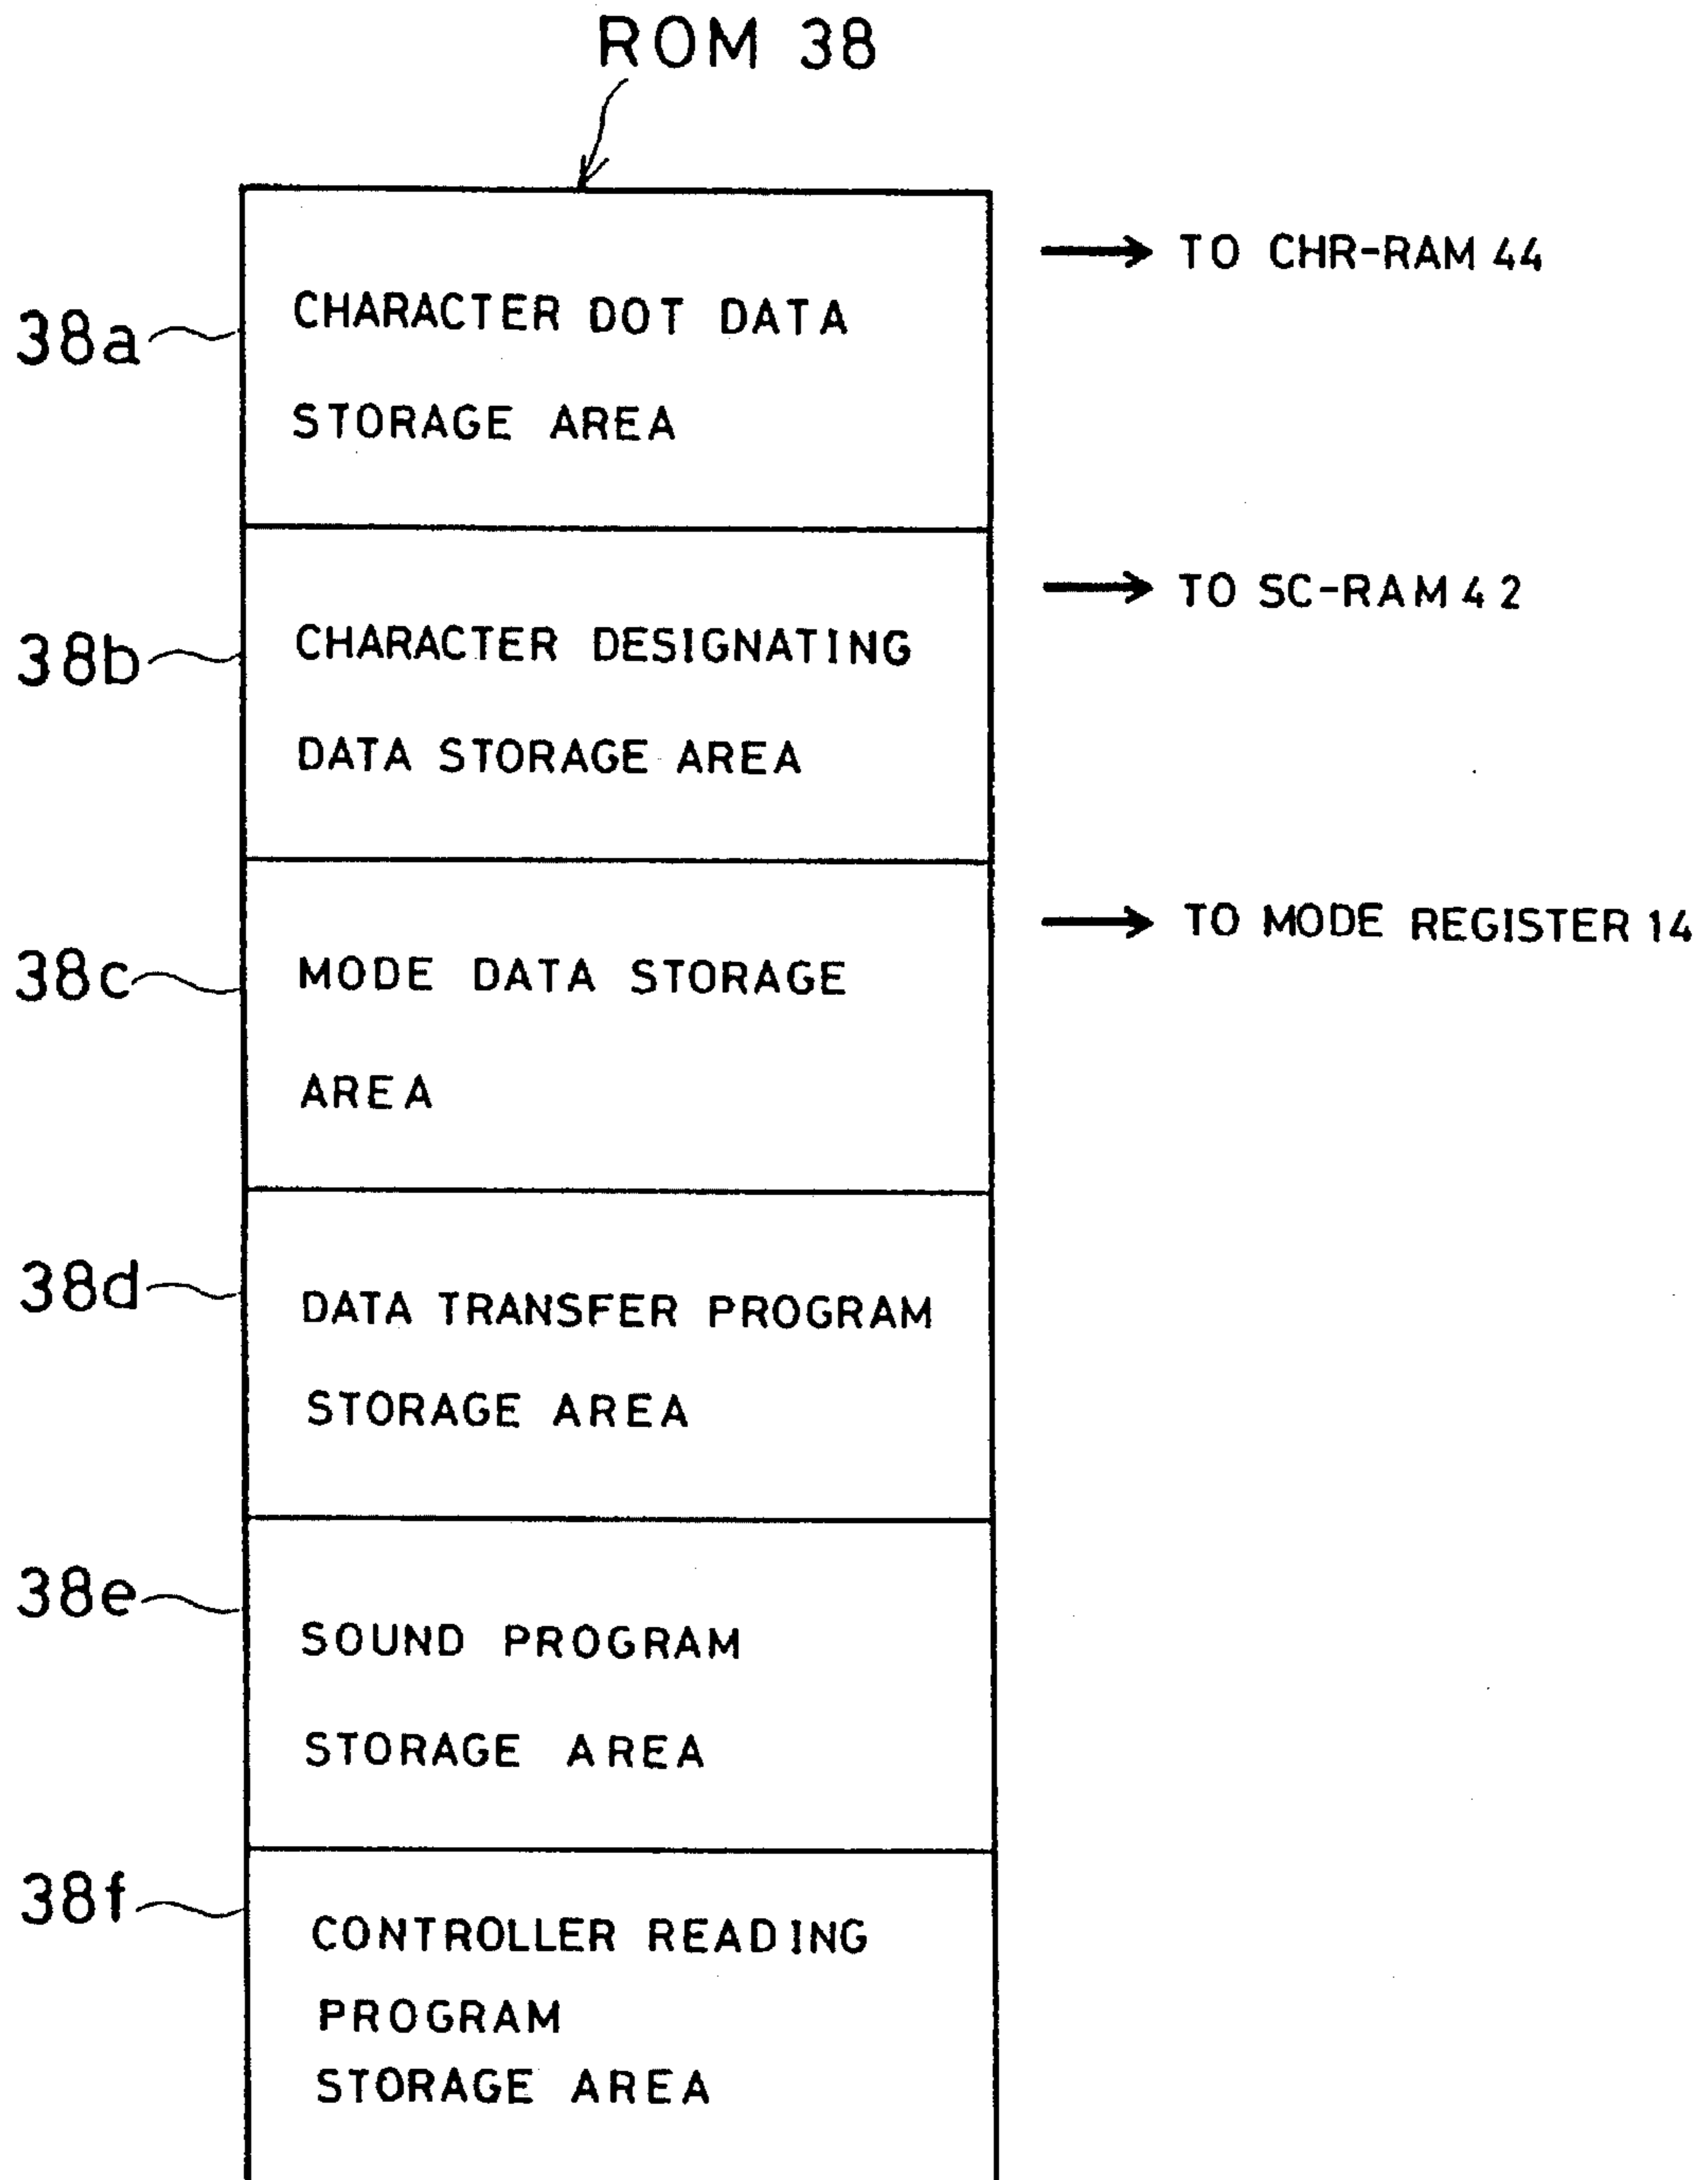 ROM 38
TO CHR-RAM 44
38a
CHARACTER DOT DATA
STORAGE AREA
TO SC-RAM 42
38b
CHARACTER DESIGNATING
DATA STORAGE AREA
TO MODE REGISTER 14
38c
MODE DATA STORAGE
AREA
38d
DATA TRANSFER PROGRAM
STORAGE AREA
38e
SOUND PROGRAM
STORAGE AREA
38f
CONTROLLER READING
PROGRAM
STORAGE AREA